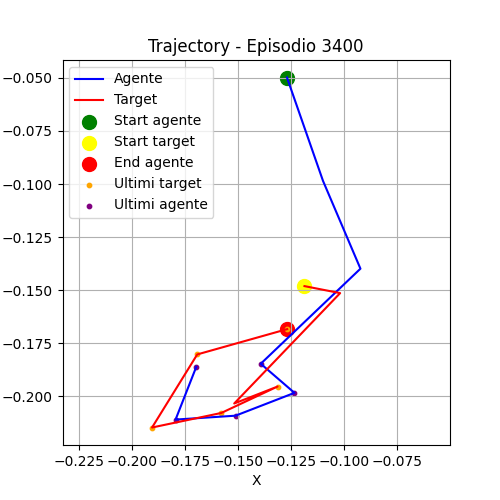 Trajectory - Episodio 3400
Agente
Target
Start agente
Start target
End agente
Ultimi target
Ultimi agente
−0.050
−0.075
−0.100
−0.125
−0.150
−0.175
−0.200
−0.225 −0.200 −0.175 −0.150 −0.125 −0.100 −0.075
X